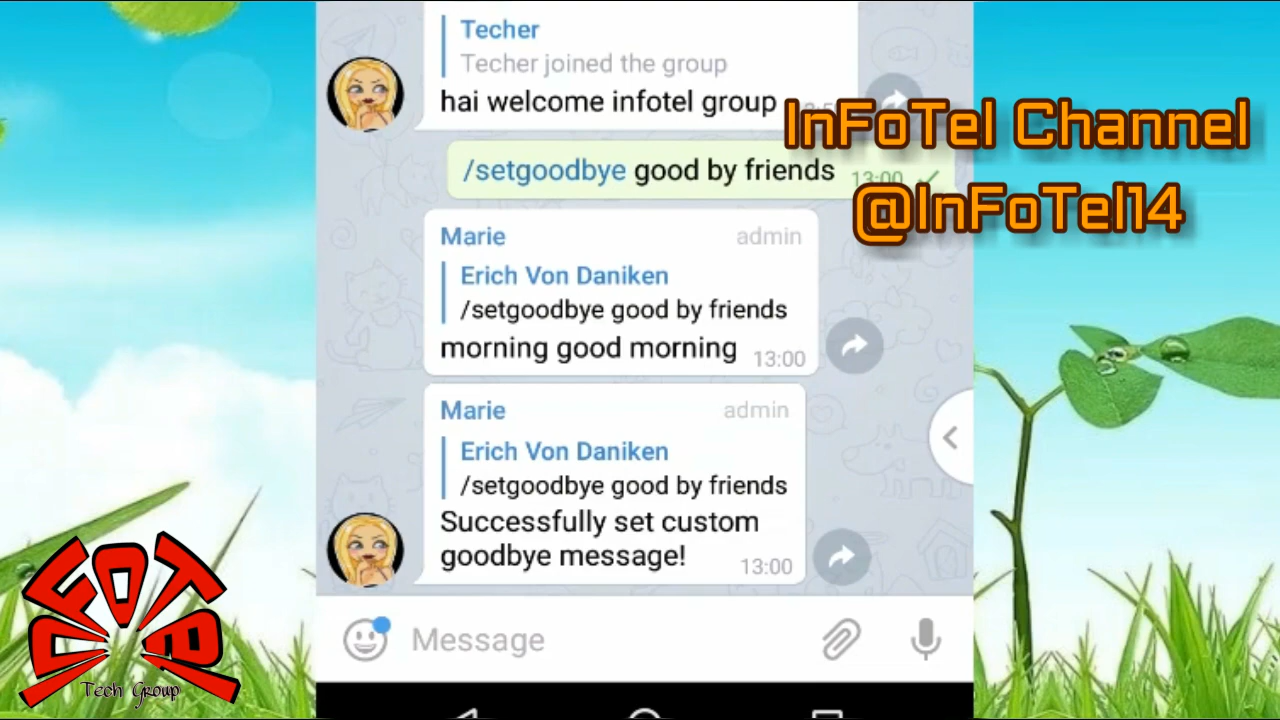 Techer
Techer joined the group
hai welcome infotel group
InFoTel Channel
@InFoTel14
/setgoodbye good by friends 13:00
Marie admin
Erich Von Daniken
/setgoodbye good by friends
morning good morning 13:00
Marie admin
Erich Von Daniken
/setgoodbye good by friends
Successfully set custom
goodbye message! 13:00
Message
Tech Group